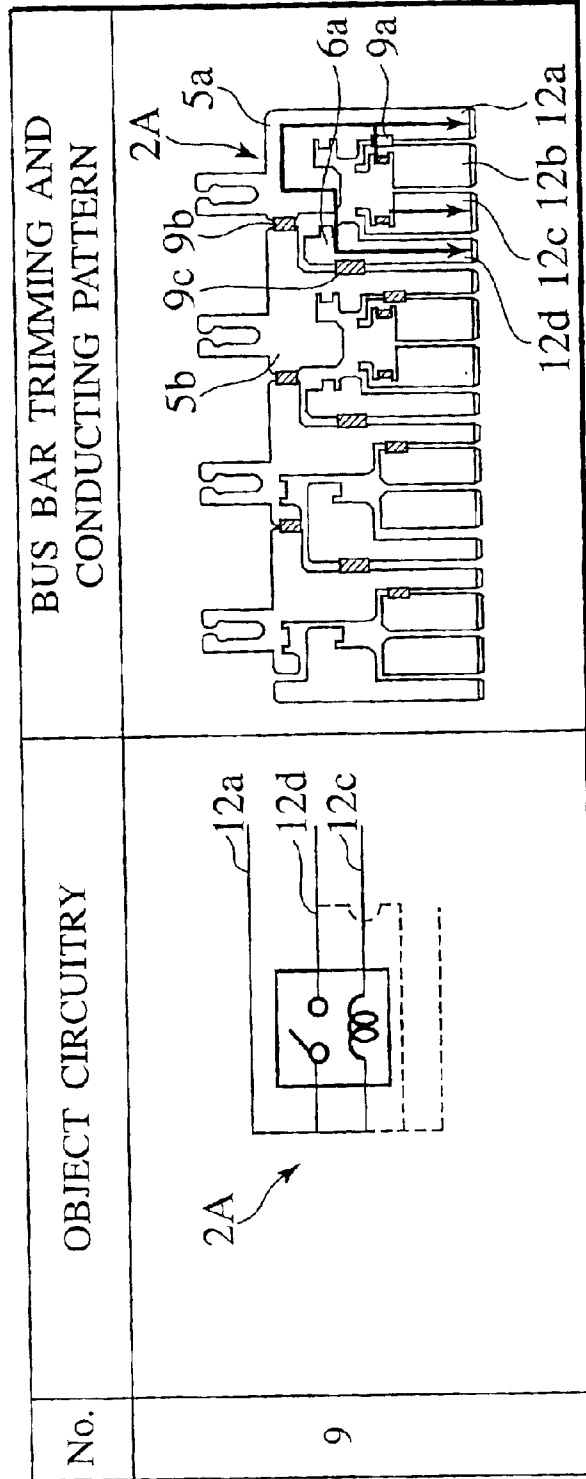 No.
OBJECT CIRCUITRY
BUS BAR TRIMMING AND
CONDUCTING PATTERN
9
2A
12a
12d
12c
5a
2A
9b
9c
6a
5b
9a
12a
12b
12c
12d